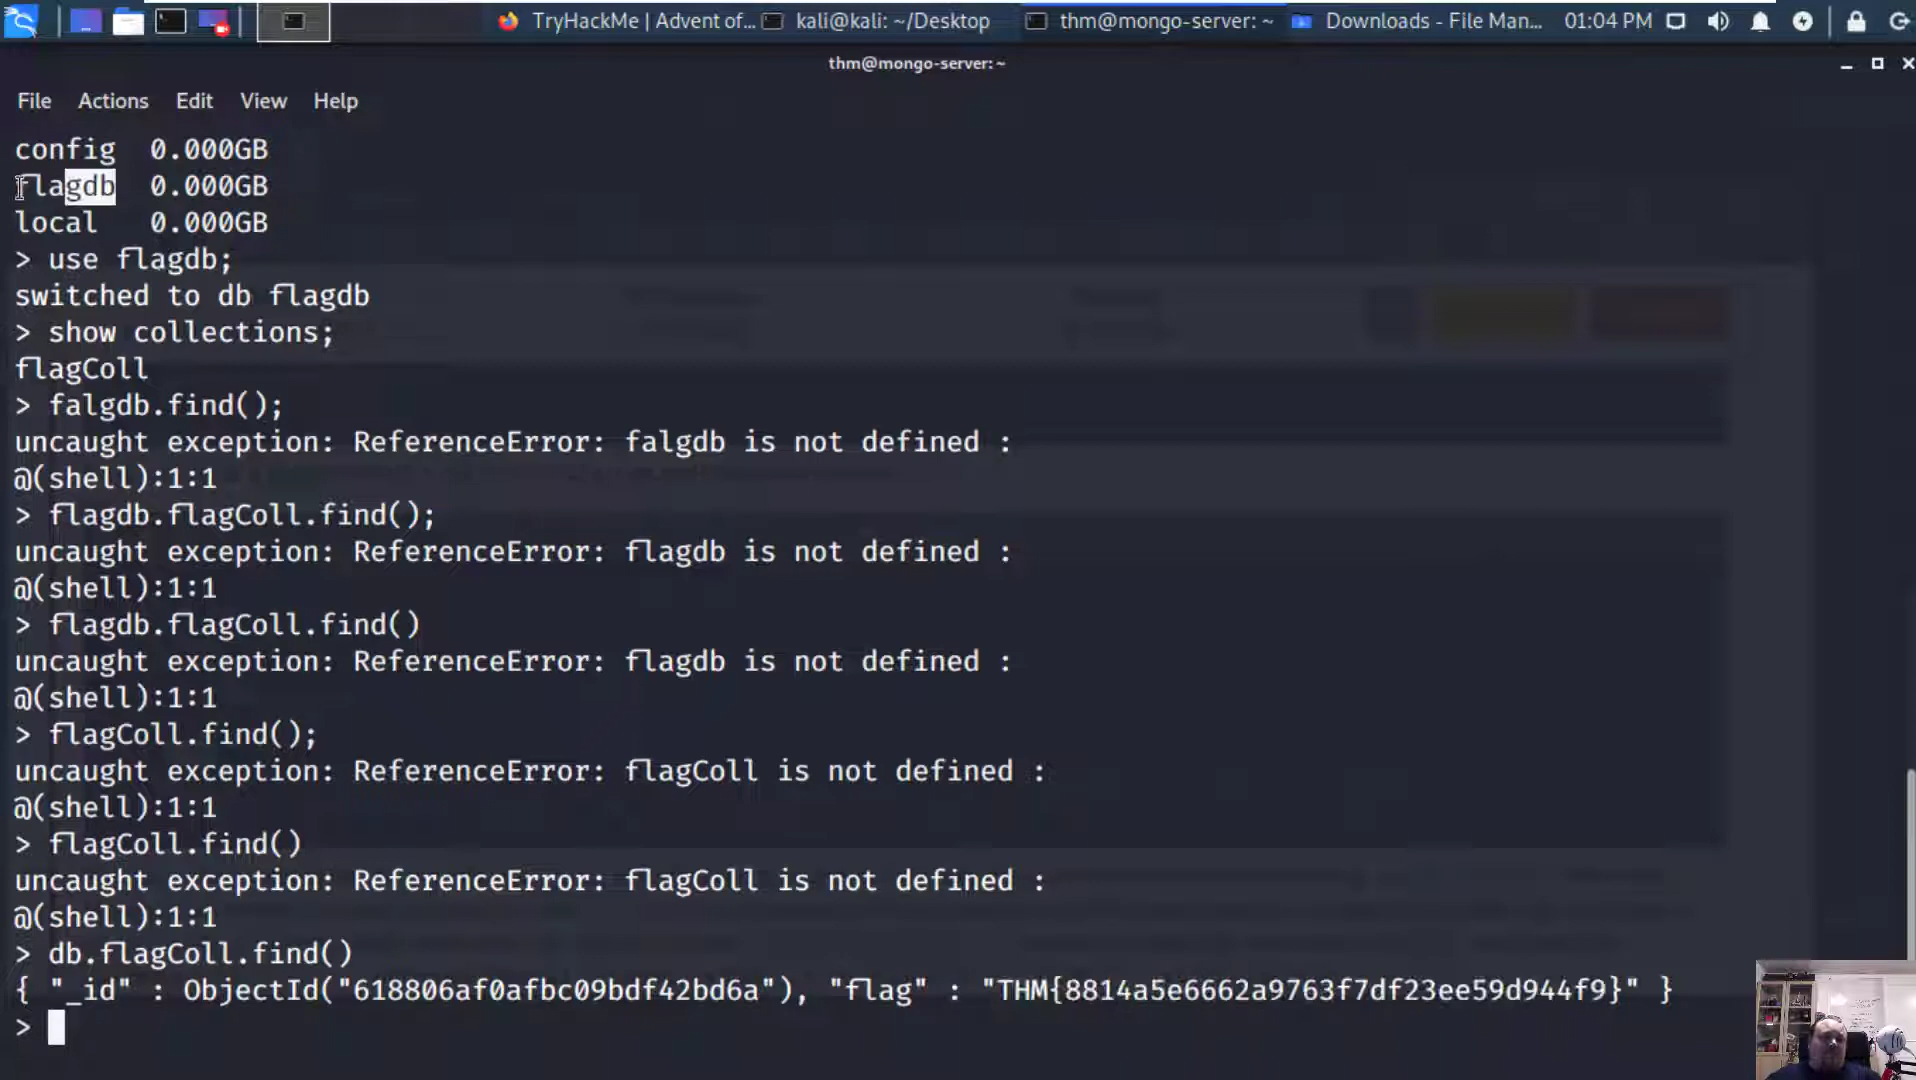 TryHackMe | Advent of...
kali@kali: ~/Desktop
thm@mongo-server: ~
Downloads - File Man...
01:04 PM
thm@mongo-server:~
File Actions Edit View Help
config 0.000GB
flagdb 0.000GB
local 0.000GB
> use flagdb;
switched to db flagdb
> show collections;
flagColl
> falgdb.find();
uncaught exception: ReferenceError: falgdb is not defined :
@(shell):1:1
> flagdb.flagColl.find();
uncaught exception: ReferenceError: flagdb is not defined :
@(shell):1:1
> flagdb.flagColl.find()
uncaught exception: ReferenceError: flagdb is not defined :
@(shell):1:1
> flagColl.find();
uncaught exception: ReferenceError: flagColl is not defined :
@(shell):1:1
> flagColl.find()
uncaught exception: ReferenceError: flagColl is not defined :
@(shell):1:1
> db.flagColl.find()
{ "_id" : ObjectId("618806af0afbc09bdf42bd6a"), "flag" : "THM{8814a5e6662a9763f7df23ee59d944f9}" }
>